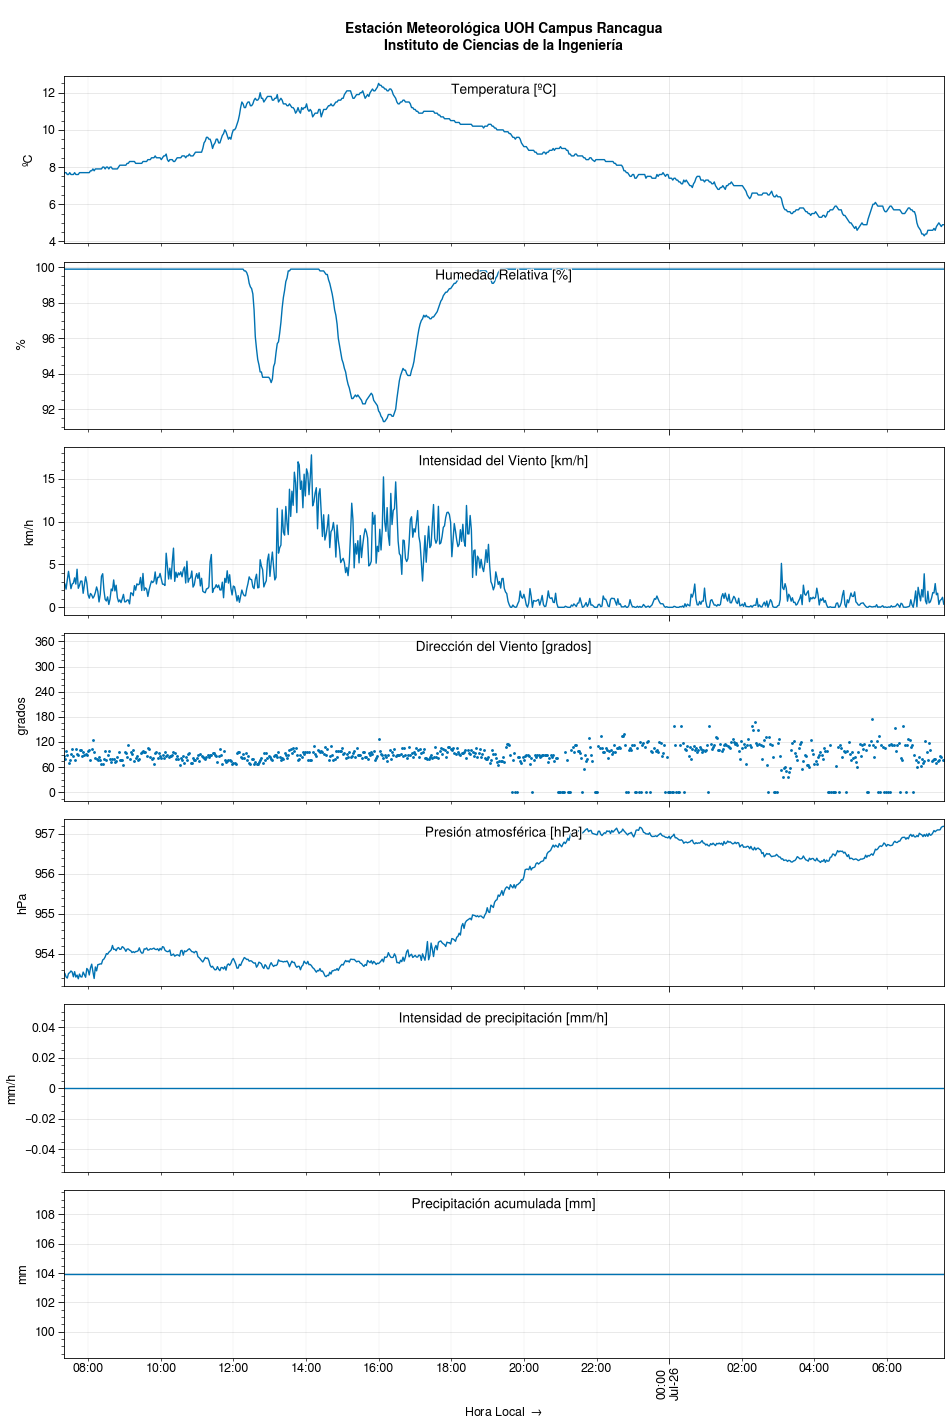 Estación Meteorológica UOH Campus Rancagua
Instituto de Ciencias de la Ingeniería
Temperatura [ºC]
ºC
12
10
8
6
4
Humedad Relativa [%]
%
100
98
96
94
92
Intensidad del Viento [km/h]
km/h
15
10
5
0
Dirección del Viento [grados]
grados
360
300
240
180
120
60
0
Presión atmosférica [hPa]
hPa
957
956
955
954
Intensidad de precipitación [mm/h]
mm/h
0.04
0.02
0
−0.02
−0.04
Precipitación acumulada [mm]
mm
108
106
104
102
100
08:00 10:00 12:00 14:00 16:00 18:00 20:00 22:00 00:00 02:00 04:00 06:00
Jul-26
Hora Local →